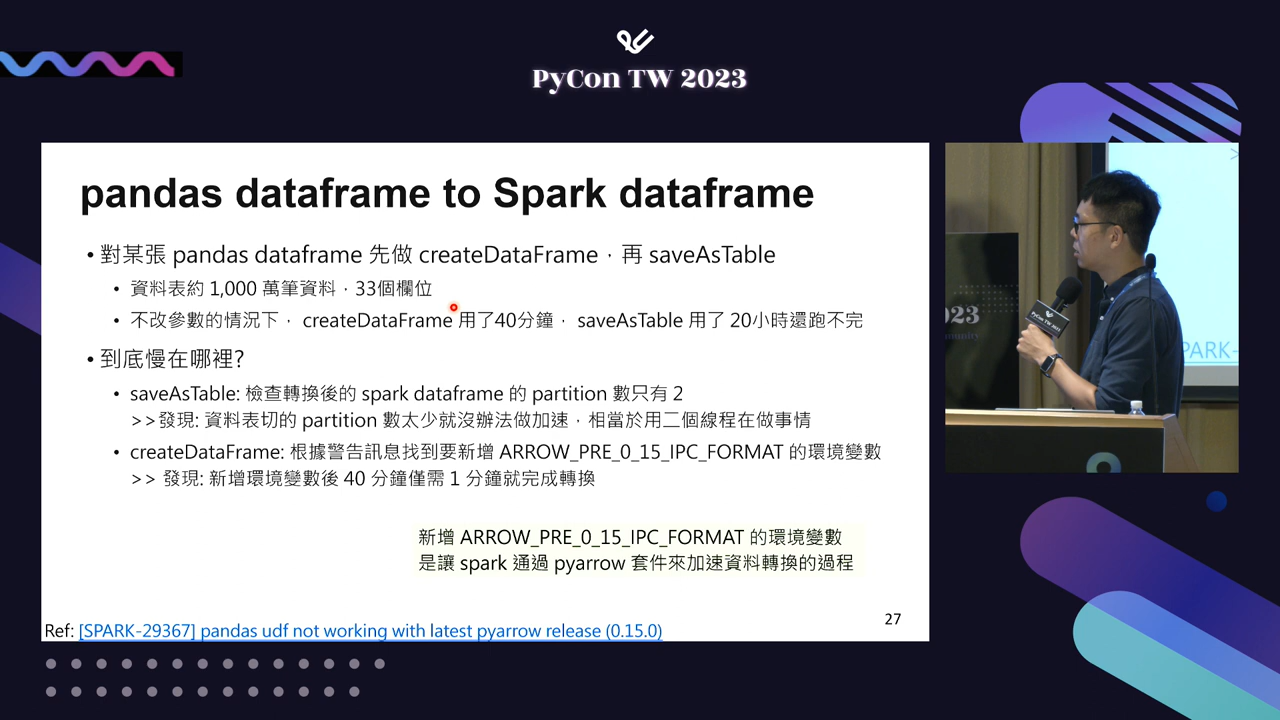 PyCon TW 2023
pandas dataframe to Spark dataframe
• 對某張 pandas dataframe 先做 createDataFrame，再 saveAsTable
• 資料表約 1,000 萬筆資料，33個欄位
• 不改參數的情況下， createDataFrame 用了40分鐘， saveAsTable 用了 20小時還跑不完
• 到底慢在哪裡?
• saveAsTable: 檢查轉換後的 spark dataframe 的 partition 數只有 2
>>發現: 資料表切的 partition 數太少就沒辦法做加速，相當於用二個線程在做事情
• createDataFrame: 根據警告訊息找到要新增 ARROW_PRE_0_15_IPC_FORMAT 的環境變數
>> 發現: 新增環境變數後 40 分鐘僅需 1 分鐘就完成轉換
新增 ARROW_PRE_0_15_IPC_FORMAT 的環境變數
是讓 spark 通過 pyarrow 套件來加速資料轉換的過程
27
Ref: [SPARK-29367] pandas udf not working with latest pyarrow release (0.15.0)
023
PyCon TW 2023
PARK-